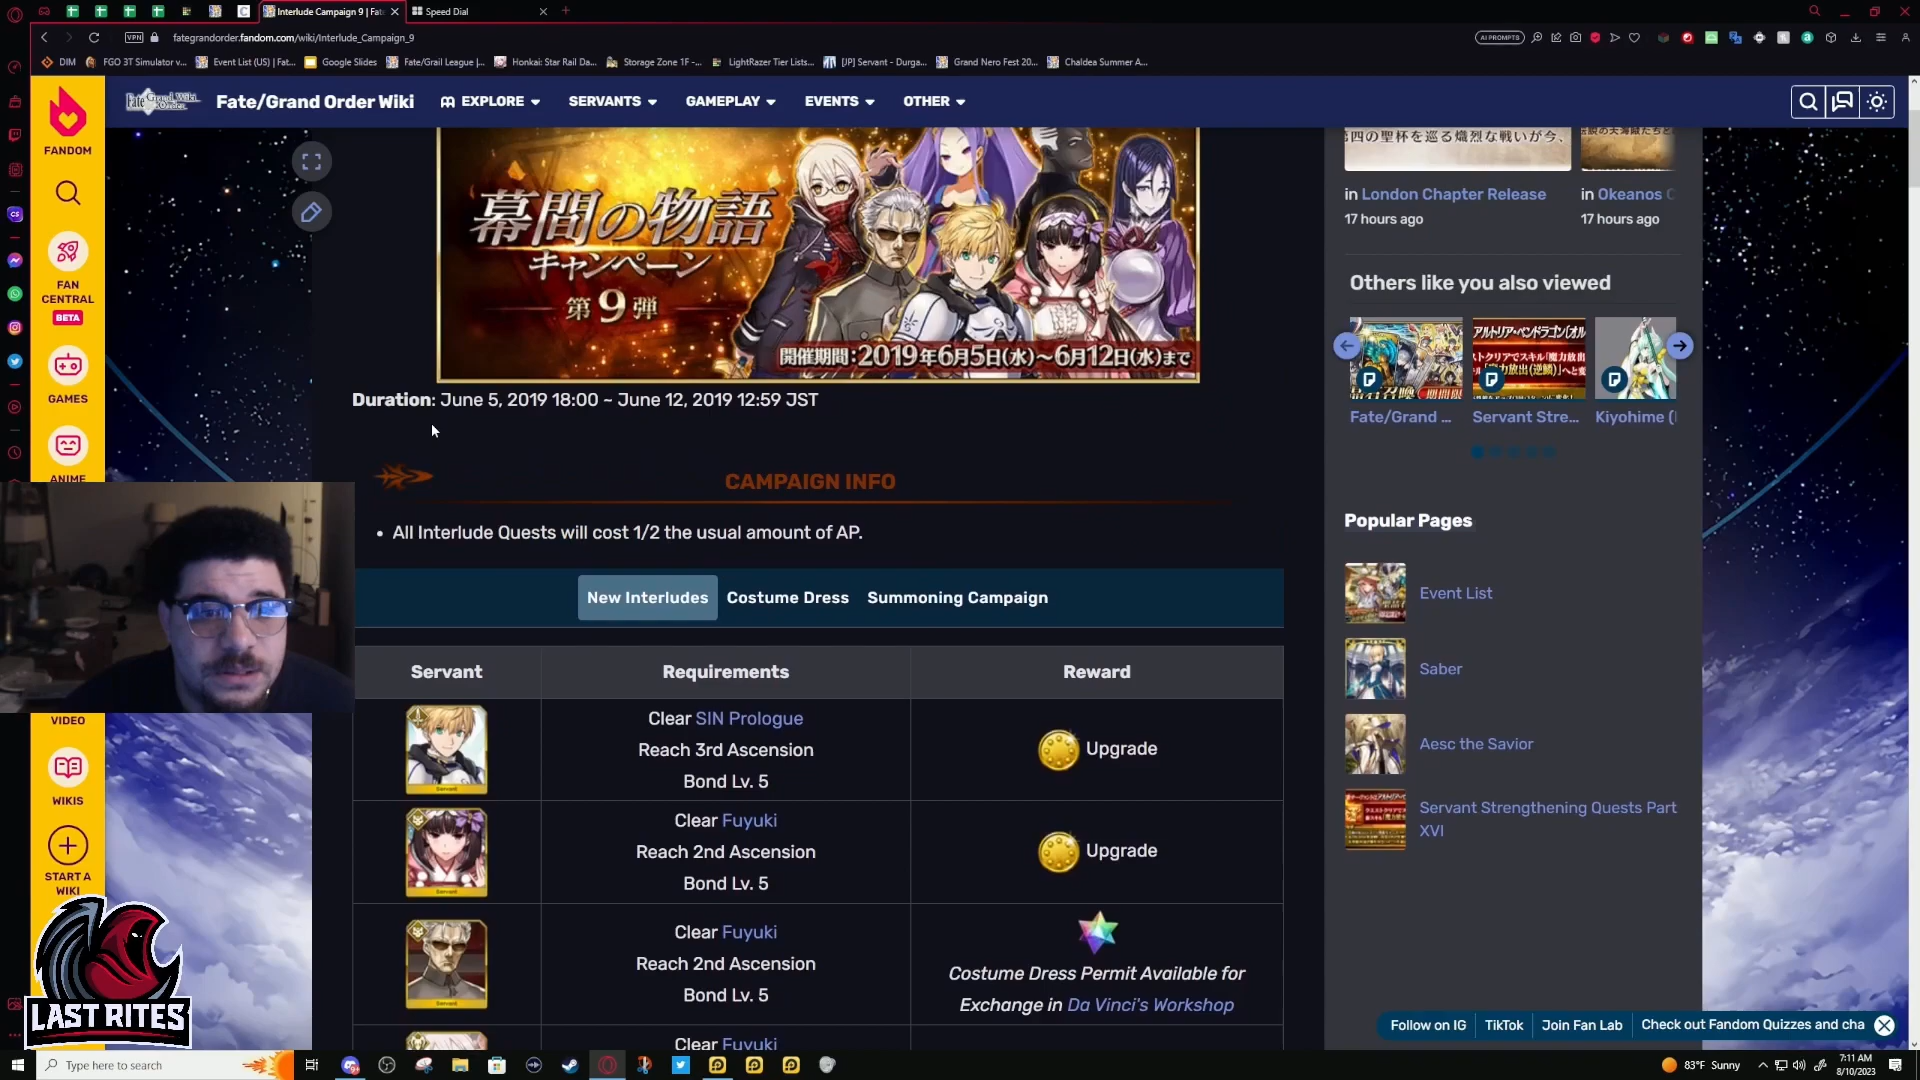 Interlude Campaign 9 | Fat
Speed Dial
VPN
fategrandorder.fandom.com/wiki/Interlude_Campaign_9
AI PROMPTS
DIM
FGO 3T Simulator v...
Event List (US) | Fat...
Google Slides
Fate/Grail League |...
Honkai: Star Rail Da...
Storage Zone 1F -...
LightRazer Tier Lists...
[JP] Servant - Durga...
Grand Nero Fest 20...
Chaldea Summer A...
Fate/Grand Order Wiki
EXPLORE
SERVANTS
GAMEPLAY
EVENTS
OTHER
FANDOM
FAN
CENTRAL
BETA
GAMES
ANIME
VIDEO
WIKIS
START A
WIKI
幕間の物語
キャンペーン
第9弾
開催期間:2019年6月5日(水)～6月12日(水)まで
Duration: June 5, 2019 18:00 ~ June 12, 2019 12:59 JST
CAMPAIGN INFO
• All Interlude Quests will cost 1/2 the usual amount of AP.
New Interludes
Costume Dress
Summoning Campaign
Servant
Requirements
Reward
Clear SIN Prologue
Reach 3rd Ascension
Bond Lv. 5
Upgrade
Clear Fuyuki
Reach 2nd Ascension
Bond Lv. 5
Upgrade
Clear Fuyuki
Reach 2nd Ascension
Bond Lv. 5
Costume Dress Permit Available for
Exchange in Da Vinci's Workshop
Clear Fuyuki
in London Chapter Release
17 hours ago
in Okeanos C
17 hours ago
Others like you also viewed
Fate/Grand ...
Servant Stre...
Kiyohime (
Popular Pages
Event List
Saber
Aesc the Savior
Servant Strengthening Quests Part
XVI
Follow on IG
TikTok
Join Fan Lab
Check out Fandom Quizzes and cha
LAST RITES
Type here to search
83°F Sunny
7:11 AM
8/10/2023